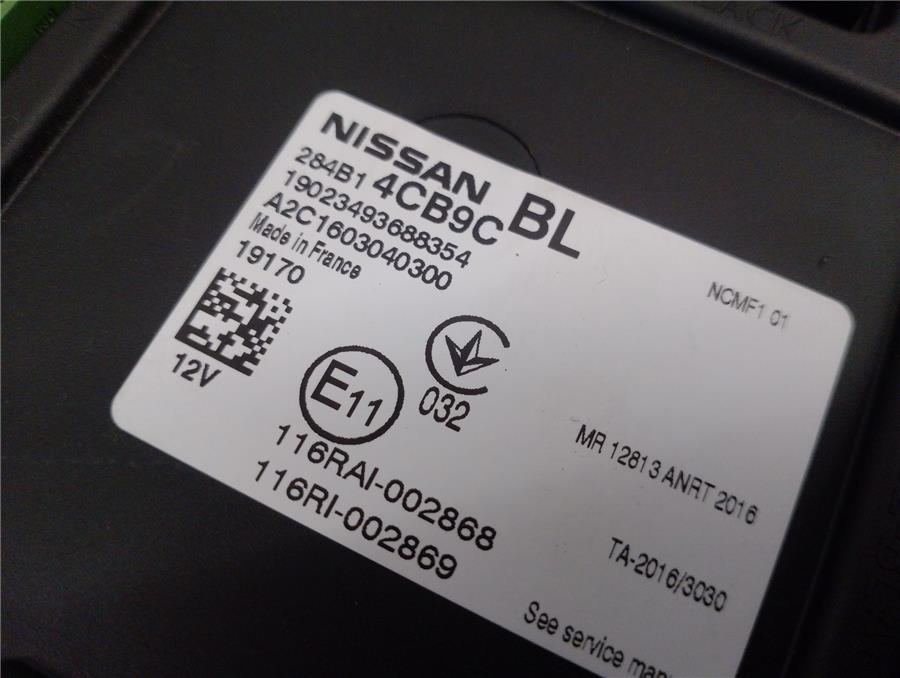 NISSAN BL
284B1 4CB9C
19023493688354
A2C1603040300
Made in France
19170
12V
E11
032
116RAI-002868
116RI-002869
NCMF1 01
MR 12813 ANRT 2016
TA-2016/3030
See service